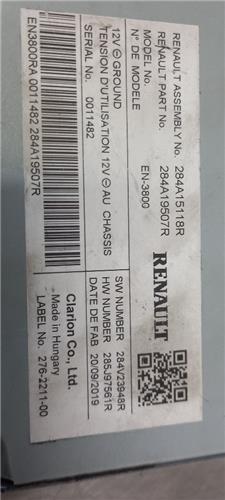 RENAULT ASSEMBLY No. 284A15118R
RENAULT PART No. 284A19507R
MODEL No. EN-3800
N° DE MODELE
RENAULT
12V ⊖ GROUND
TENSION D'UTILISATION 12V ⊖ AU CHASSIS
SERIAL No. 0011482
SW NUMBER 284V23948R
HW NUMBER 285J97561R
DATE DE FAB 20/09/2019
EN3800RA 0011482 284A19507R
Clarion Co., Ltd.
Made in Hungary
LABEL No. 276-2211-00